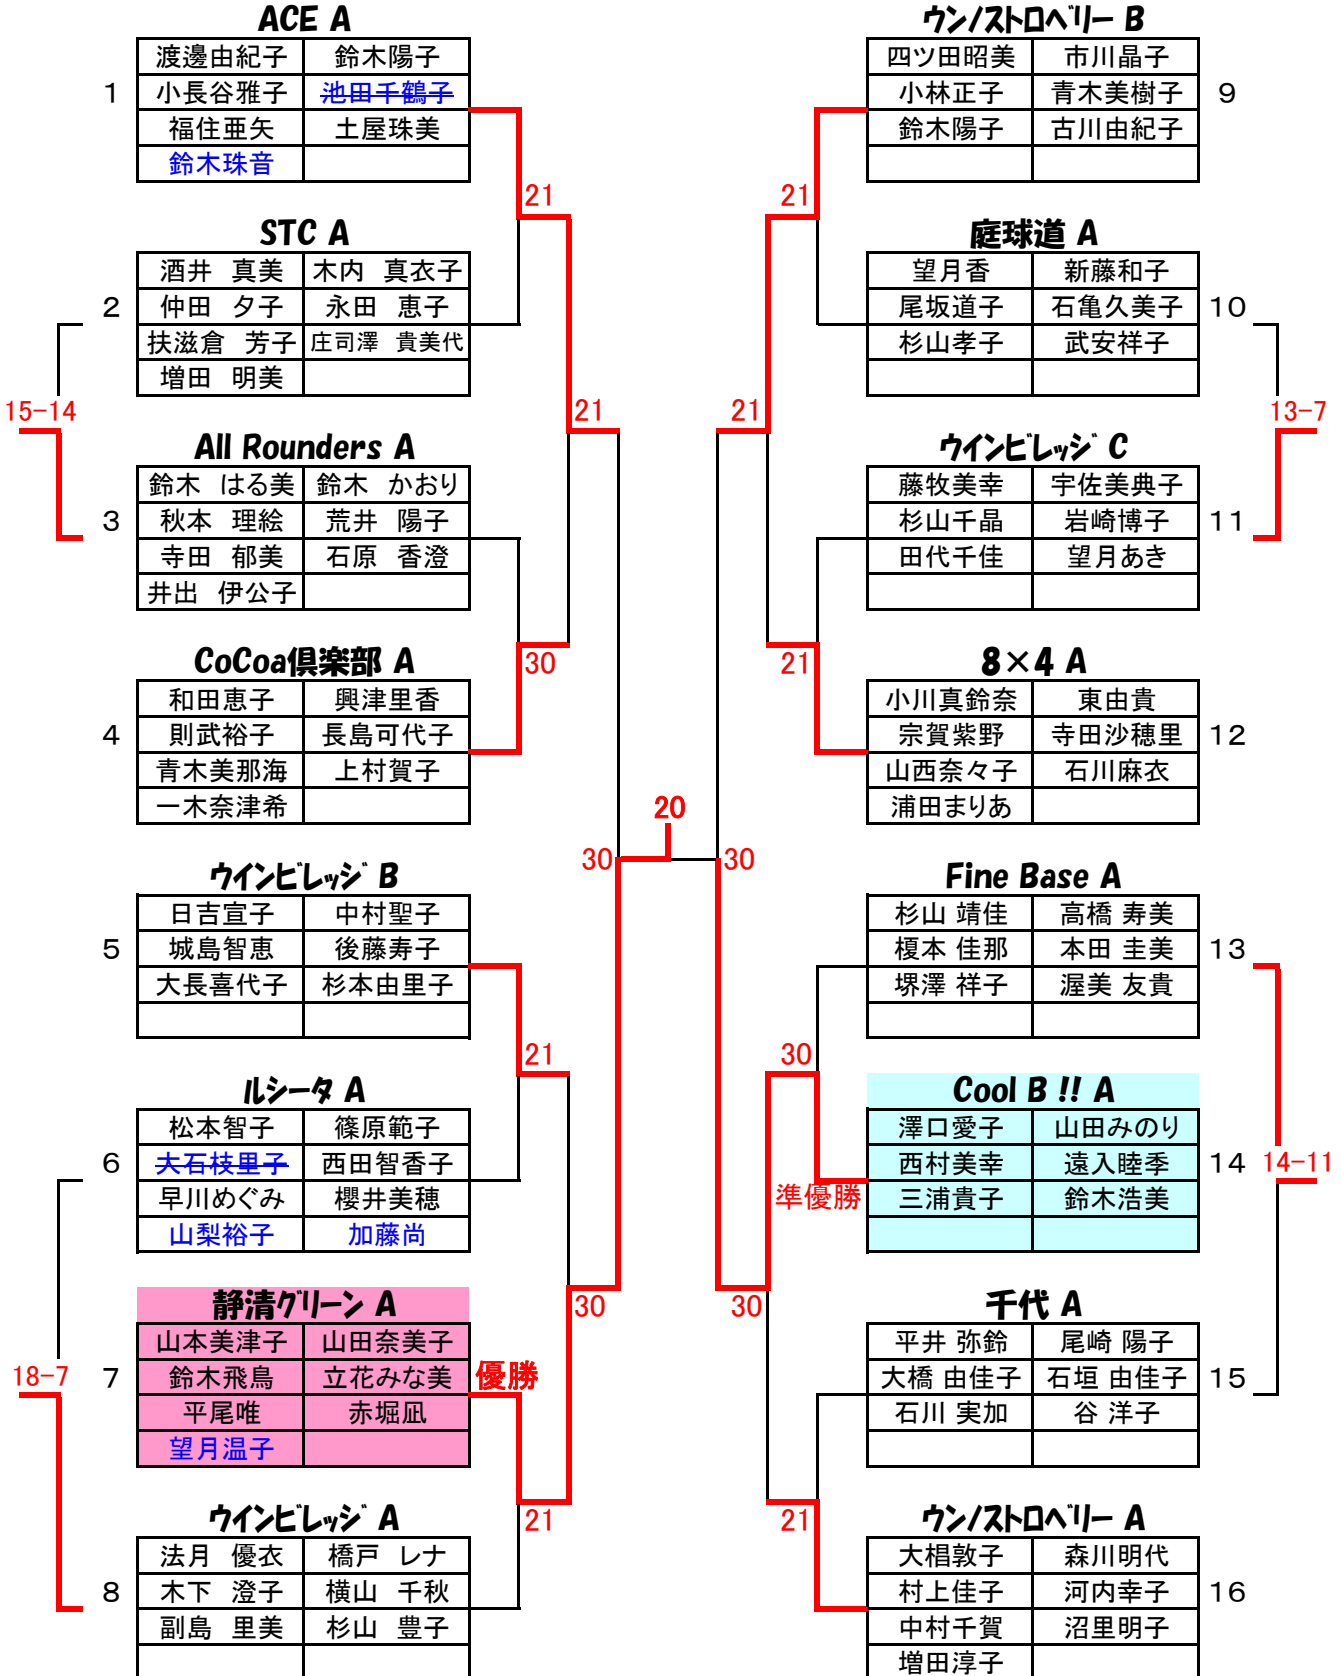 ACE A
渡邊由紀子 鈴木陽子
1 小長谷雅子 池田千鶴子
福住亜矢 土屋珠美
鈴木珠音
21
STC A
酒井 真美 木内 真衣子
2 仲田 夕子 永田 恵子
扶滋倉 芳子 庄司澤 貴美代
増田 明美
15-14
21
All Rounders A
鈴木 はる美 鈴木 かおり
3 秋本 理絵 荒井 陽子
寺田 郁美 石原 香澄
井出 伊公子
CoCoa倶楽部 A
30
和田恵子 興津里香
4 則武裕子 長島可代子
青木美那海 上村賀子
一木奈津希
20
30
ウインビレッジ B
日吉宣子 中村聖子
5 城島智恵 後藤寿子
大長喜代子 杉本由里子
21
ルシータ A
松本智子 篠原範子
6 大石枝里子 西田智香子
早川めぐみ 櫻井美穂
山梨裕子 加藤尚
静清グリーン A
30
山本美津子 山田奈美子
18-7
7 鈴木飛鳥 立花みな美 優勝
平尾唯 赤堀凪
望月温子
ウインビレッジ A
21
法月 優衣 橋戸 レナ
8 木下 澄子 横山 千秋
副島 里美 杉山 豊子
ウン/ストロベリー B
四ツ田昭美 市川晶子
小林正子 青木美樹子 9
鈴木陽子 古川由紀子
21
庭球道 A
望月香 新藤和子
尾坂道子 石亀久美子 10
杉山孝子 武安祥子
21
13-7
ウインビレッジ C
藤牧美幸 宇佐美典子
杉山千晶 岩崎博子 11
田代千佳 望月あき
21
8×4 A
小川真鈴奈 東由貴
宗賀紫野 寺田沙穂里 12
山西奈々子 石川麻衣
浦田まりあ
30
Fine Base A
杉山 靖佳 高橋 寿美
榎本 佳那 本田 圭美 13
堺澤 祥子 渥美 友貴
30
Cool B !! A
澤口愛子 山田みのり
西村美幸 遠入睦季 14 14-11
準優勝 三浦貴子 鈴木浩美
30
千代 A
平井 弥鈴 尾崎 陽子
大橋 由佳子 石垣 由佳子 15
石川 実加 谷 洋子
21
ウン/ストロベリー A
大椙敦子 森川明代
村上佳子 河内幸子 16
中村千賀 沼里明子
増田淳子